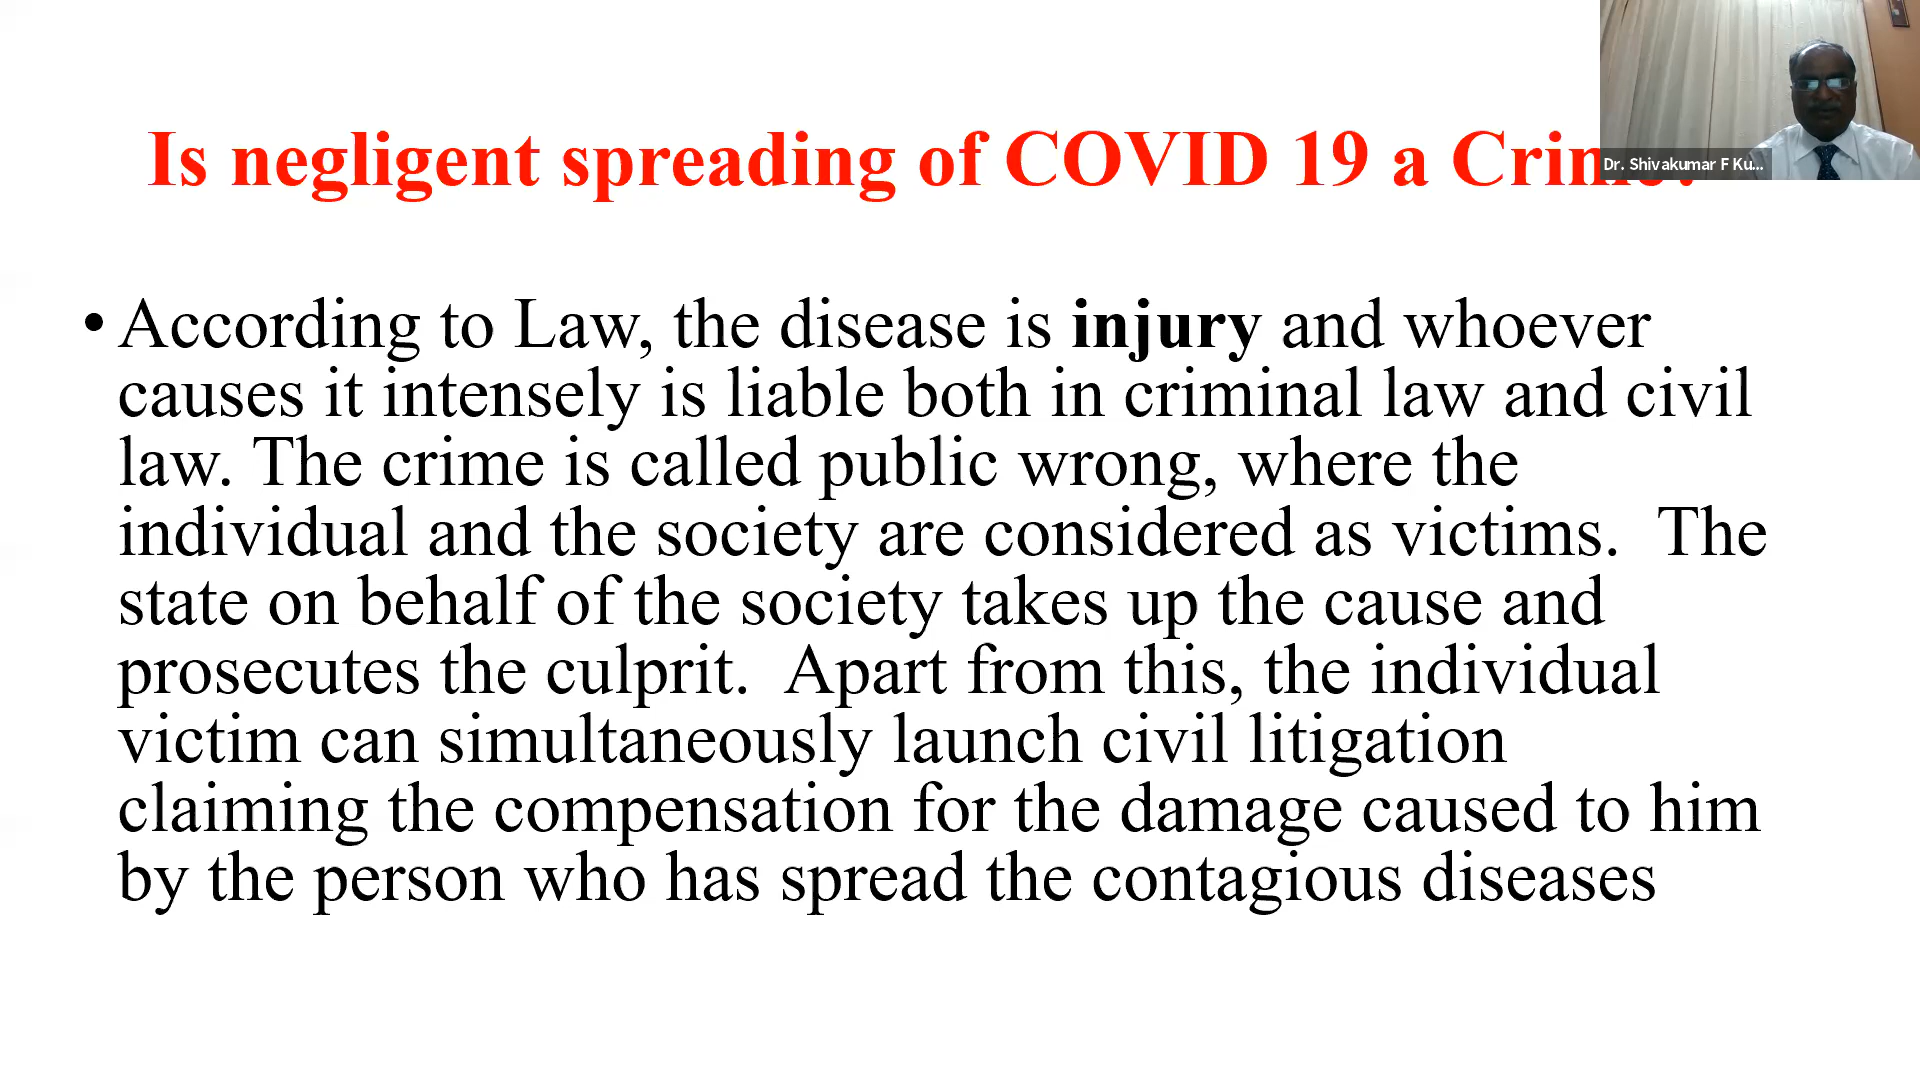 Is negligent spreading of COVID 19 a
Dr. Shivakumar F Ku...
• According to Law, the disease is injury and whoever
causes it intensely is liable both in criminal law and civil
law. The crime is called public wrong, where the
individual and the society are considered as victims. The
state on behalf of the society takes up the cause and
prosecutes the culprit. Apart from this, the individual
victim can simultaneously launch civil litigation
claiming the compensation for the damage caused to him
by the person who has spread the contagious diseases